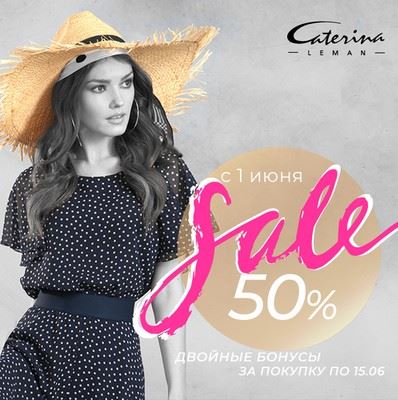 Caterina
LEMAN
с 1 июня
Sale
50%
ДВОЙНЫЕ БОНУСЫ
ЗА ПОКУПКУ ПО 15.06